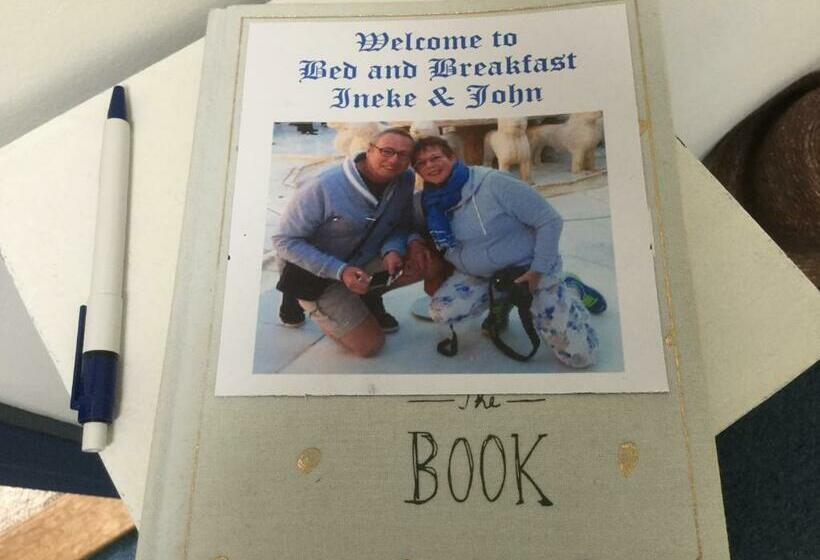 Welcome to
Bed and Breakfast
Ineke & John
The
BOOK